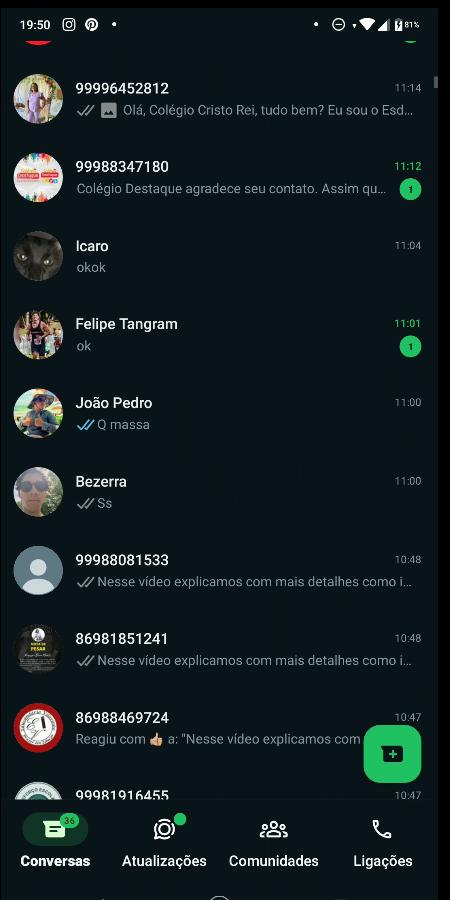 19:50
81%
99996452812 11:14
Olá, Colégio Cristo Rei, tudo bem? Eu sou o Esd...
99988347180 11:12
Colégio Destaque agradece seu contato. Assim qu... 1
Icaro 11:04
okok
Felipe Tangram 11:01
ok 1
João Pedro 11:00
Q massa
Bezerra 11:00
Ss
99988081533 10:48
Nesse vídeo explicamos com mais detalhes como i...
86981851241 10:48
Nesse vídeo explicamos com mais detalhes como i...
86988469724 10:47
Reagiu com 👍🏼 a: "Nesse vídeo explicamos com
99981916455 10:47
36
Conversas Atualizações Comunidades Ligações